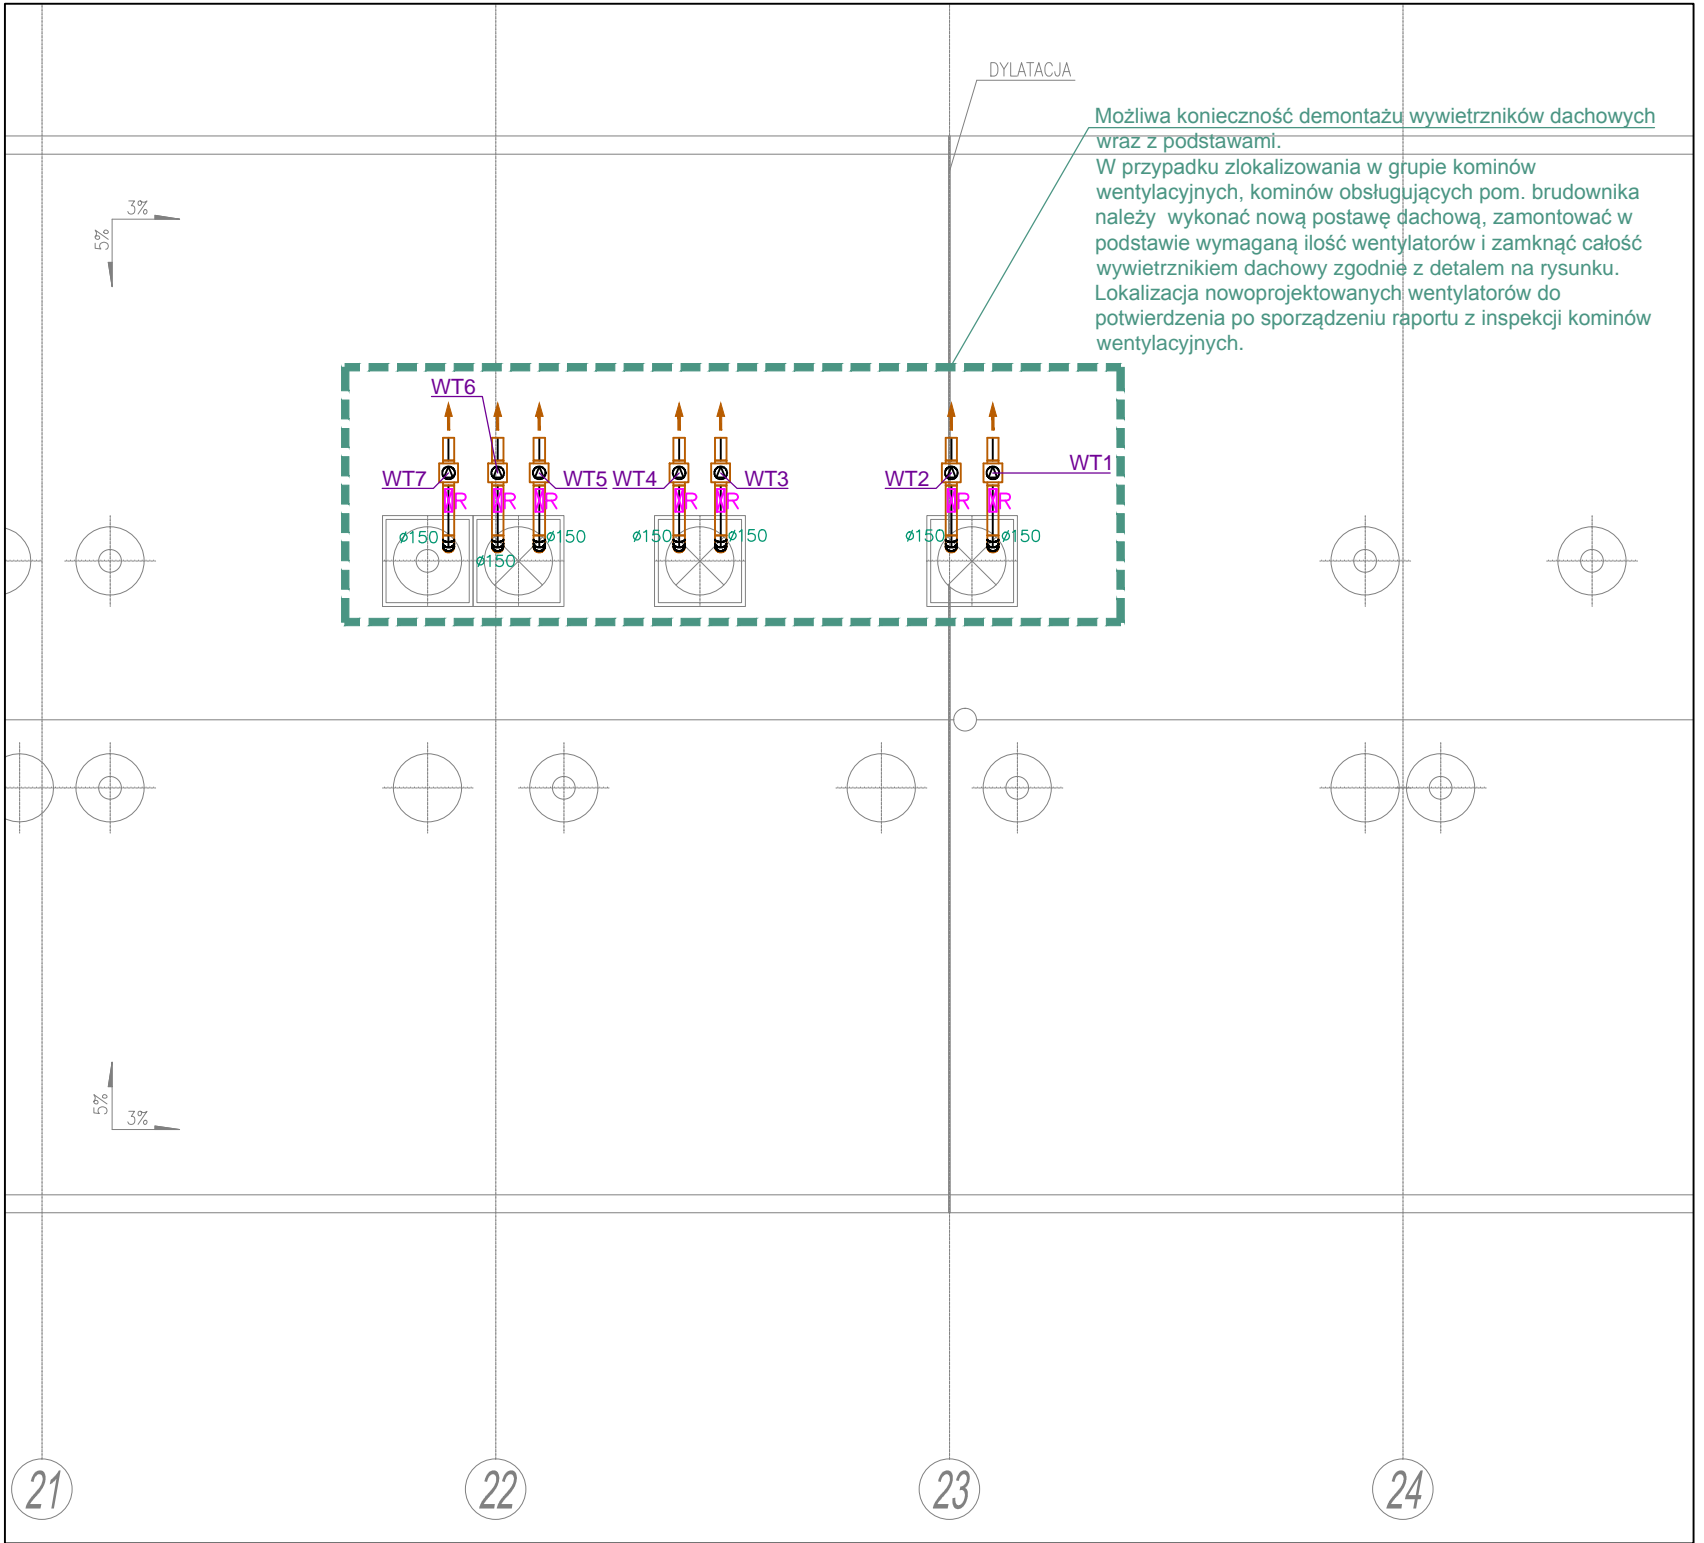 DYLATACJA
Możliwa konieczność demontażu wywietrzników dachowych
wraz z podstawami.
W przypadku zlokalizowania w grupie kominów
wentylacyjnych, kominów obsługujących pom. brudownika
należy wykonać nową postawę dachową, zamontować w
podstawie wymaganą ilość wentylatorów i zamknąć całość
wywietrznikiem dachowy zgodnie z detalem na rysunku.
Lokalizacja nowoprojektowanych wentylatorów do
potwierdzenia po sporządzeniu raportu z inspekcji kominów
wentylacyjnych.
3%
5%
WT6
WT7
WT5
WT4
WT3
WT2
WT1
R
R
R
R
R
R
R
ø150
ø150
ø150
ø150
ø150
ø150
ø150
5%
3%
21
22
23
24